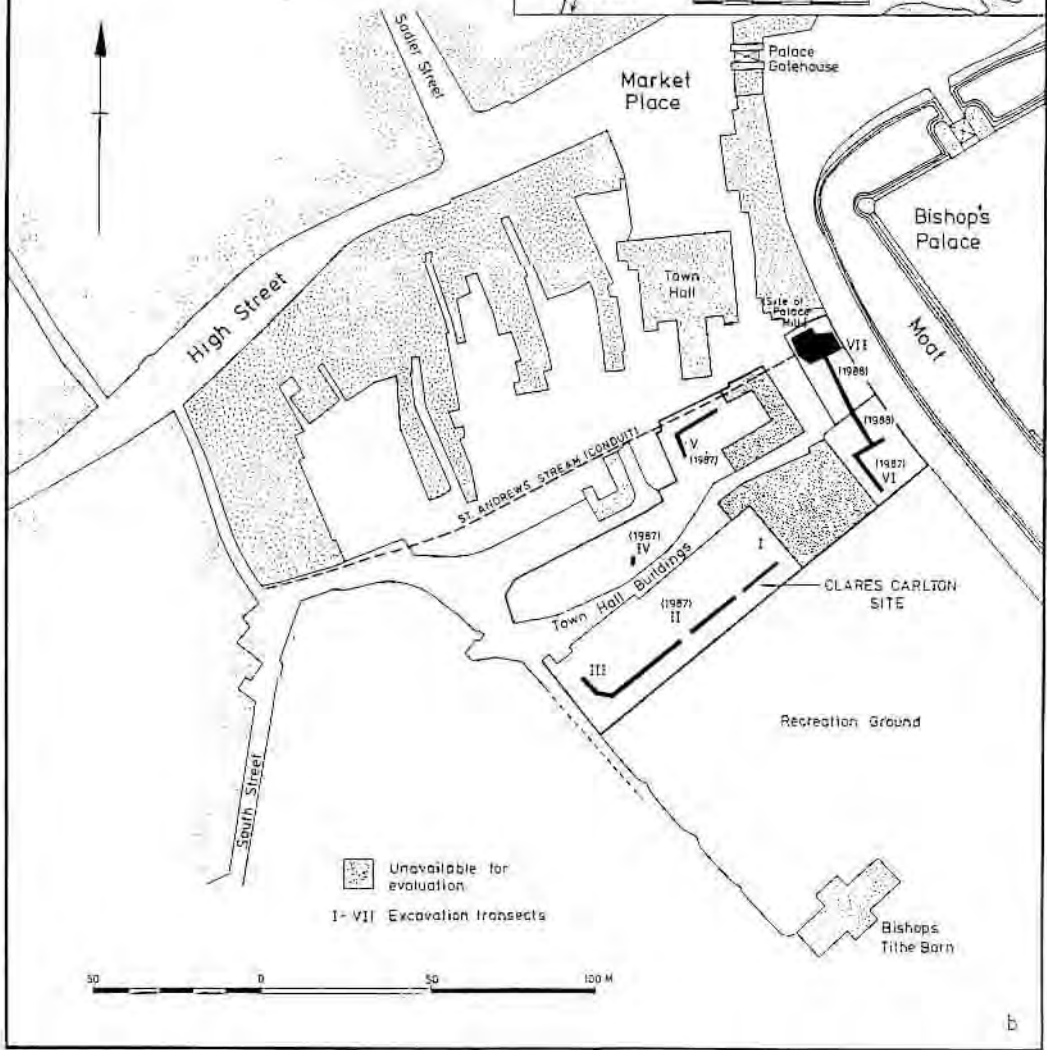 Sadler Street
Market
Place
Palace
Gatehouse
Bishop's
Palace
High Street
Town
Hall
(Site of
Palace
Mill)
Moat
VII
(1988)
(1988)
ST. ANDREWS STREAM (CONDUIT)
V
(1987)
(1987)
VI
(1987)
IV
I
Town Hall Buildings
CLARES CARLTON
SITE
(1987)
II
III
Recreation Ground
South Street
Unavailable for
evaluation
I-VII Excavation transects
Bishops
Tithe Barn
50 0 50 100 M
b